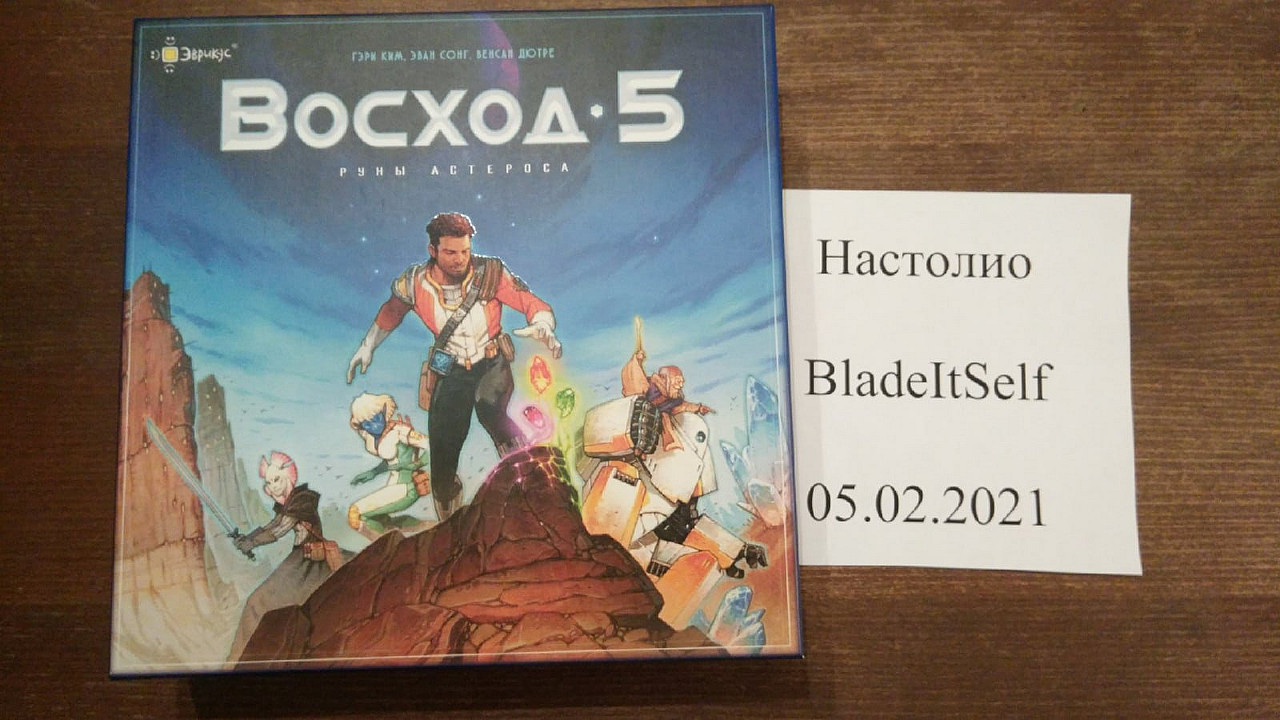 Эврикус
ГЭРИ КИМ, ЭВАН СОНГ, ВЕНСАН ДЮТРЕ
ВОСХОД·5
РУНЫ АСТЕРОСА
Настолио
BladeItSelf
05.02.2021